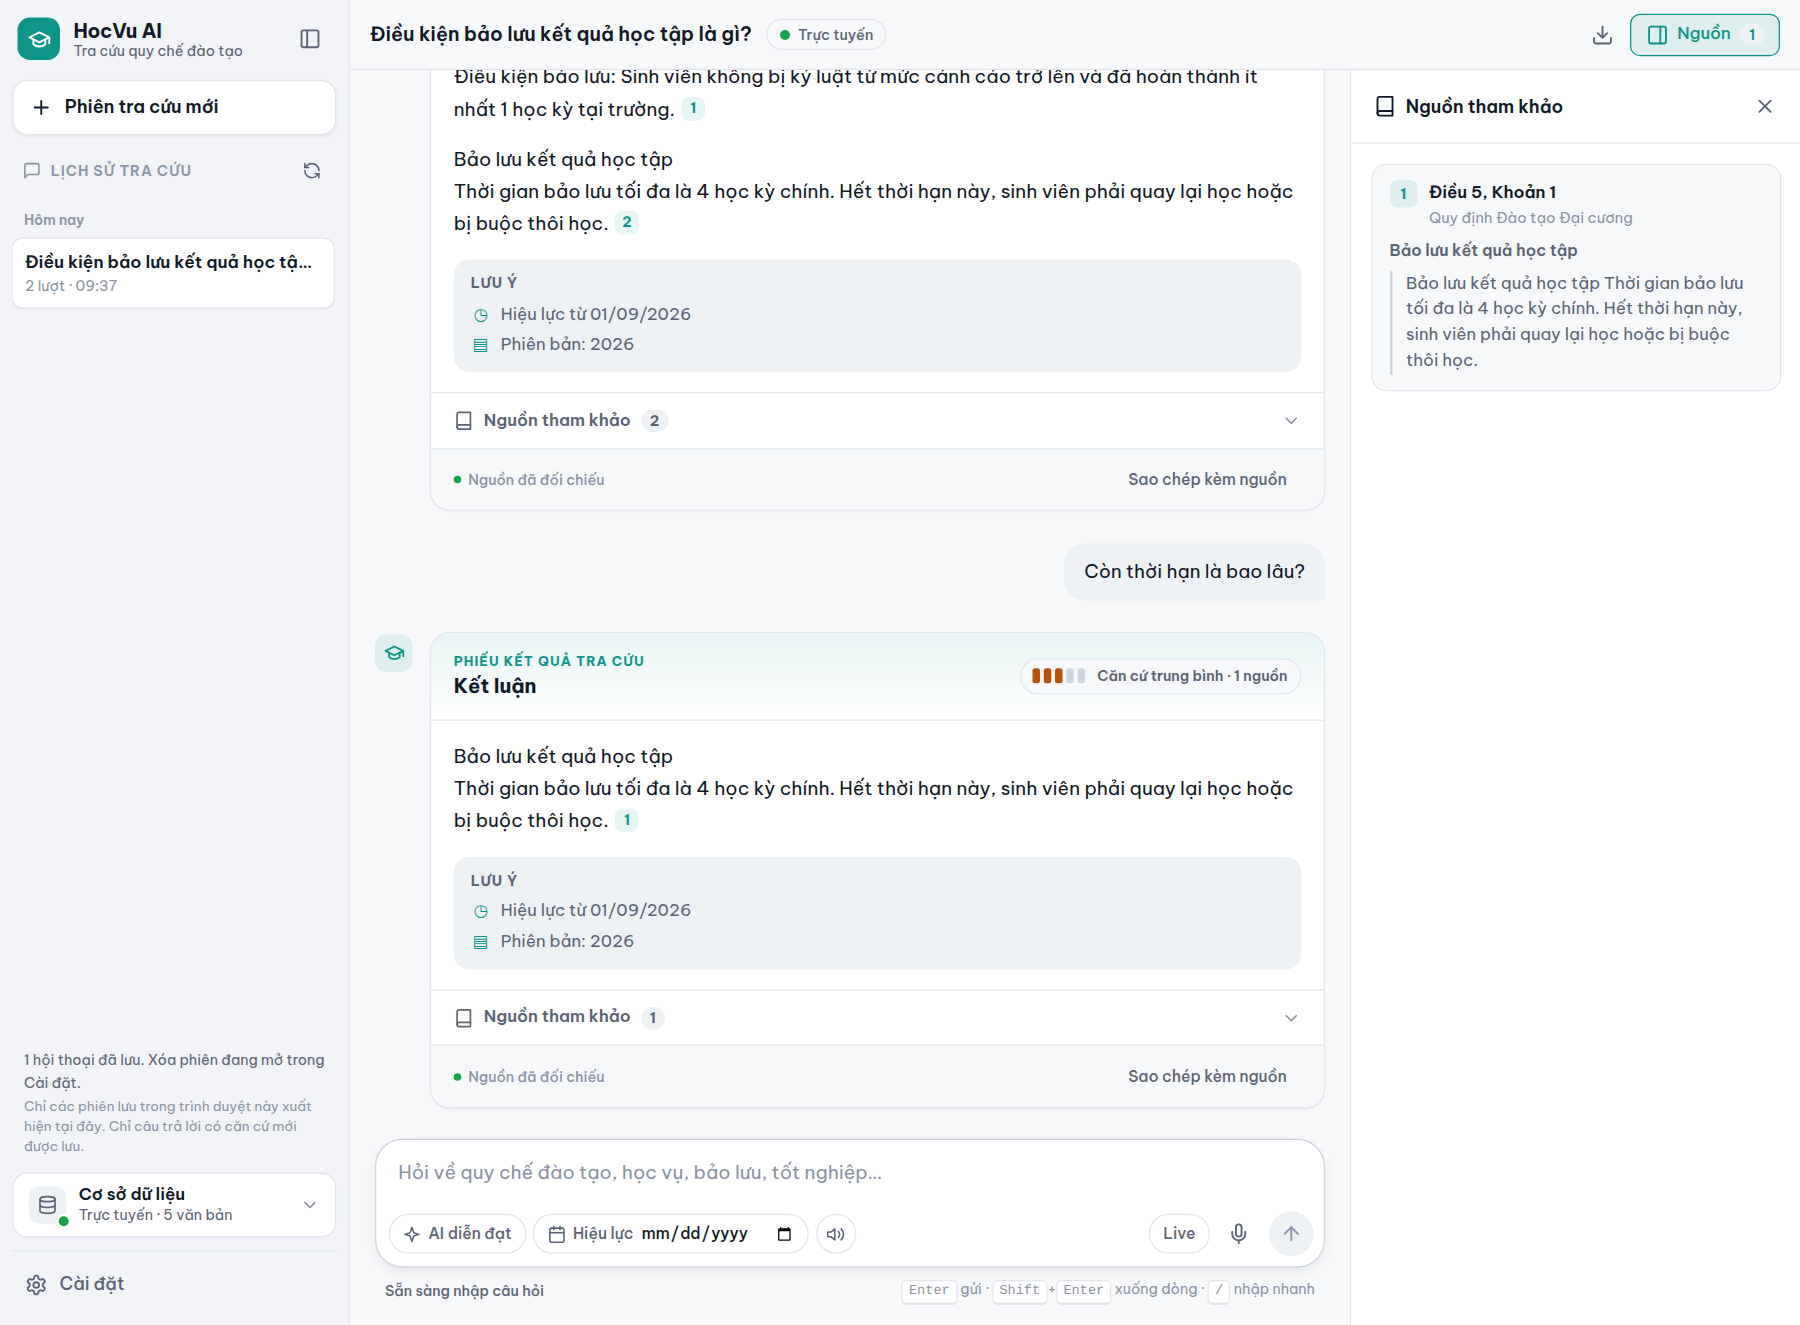 HocVu AI
Tra cứu quy chế đào tạo
Phiên tra cứu mới
LỊCH SỬ TRA CỨU
Hôm nay
Điều kiện bảo lưu kết quả học tậ...
2 lượt · 09:37
1 hội thoại đã lưu. Xóa phiên đang mở trong
Cài đặt.
Chỉ các phiên lưu trong trình duyệt này xuất
hiện tại đây. Chỉ câu trả lời có căn cứ mới
được lưu.
Cơ sở dữ liệu
Trực tuyến · 5 văn bản
Cài đặt
Điều kiện bảo lưu kết quả học tập là gì?
Trực tuyến
Nguồn 1
Điều kiện bảo lưu: Sinh viên không bị kỷ luật từ mức cảnh cáo trở lên và đã hoàn thành ít
nhất 1 học kỳ tại trường. 1
Bảo lưu kết quả học tập
Thời gian bảo lưu tối đa là 4 học kỳ chính. Hết thời hạn này, sinh viên phải quay lại học hoặc
bị buộc thôi học. 2
LƯU Ý
Hiệu lực từ 01/09/2026
Phiên bản: 2026
Nguồn tham khảo 2
Nguồn đã đối chiếu
Sao chép kèm nguồn
Còn thời hạn là bao lâu?
PHIẾU KẾT QUẢ TRA CỨU
Kết luận
Căn cứ trung bình · 1 nguồn
Bảo lưu kết quả học tập
Thời gian bảo lưu tối đa là 4 học kỳ chính. Hết thời hạn này, sinh viên phải quay lại học hoặc
bị buộc thôi học. 1
LƯU Ý
Hiệu lực từ 01/09/2026
Phiên bản: 2026
Nguồn tham khảo 1
Nguồn đã đối chiếu
Sao chép kèm nguồn
Hỏi về quy chế đào tạo, học vụ, bảo lưu, tốt nghiệp...
AI diễn đạt
Hiệu lực mm/dd/yyyy
Live
Sẵn sàng nhập câu hỏi
Enter gửi · Shift + Enter xuống dòng · / nhập nhanh
Nguồn tham khảo
1 Điều 5, Khoản 1
Quy định Đào tạo Đại cương
Bảo lưu kết quả học tập
Bảo lưu kết quả học tập Thời gian bảo lưu
tối đa là 4 học kỳ chính. Hết thời hạn này,
sinh viên phải quay lại học hoặc bị buộc
thôi học.